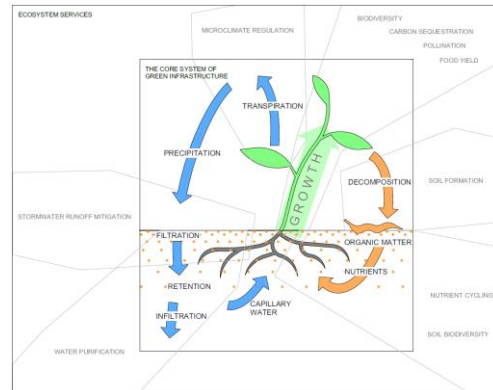 ECOSYSTEM SERVICES
BIODIVERSITY
CARBON SEQUESTRATION
POLLINATION
FOOD YIELD
MICROCLIMATE REGULATION
THE CORE SYSTEM OF
GREEN INFRASTRUCTURE
TRANSPIRATION
PRECIPITATION
GROWTH
DECOMPOSITION
SOIL FORMATION
STORMWATER RUNOFF MITIGATION
FILTRATION
ORGANIC MATTER
NUTRIENTS
RETENTION
NUTRIENT CYCLING
CAPILLARY
WATER
INFILTRATION
SOIL BIODIVERSITY
WATER PURIFICATION